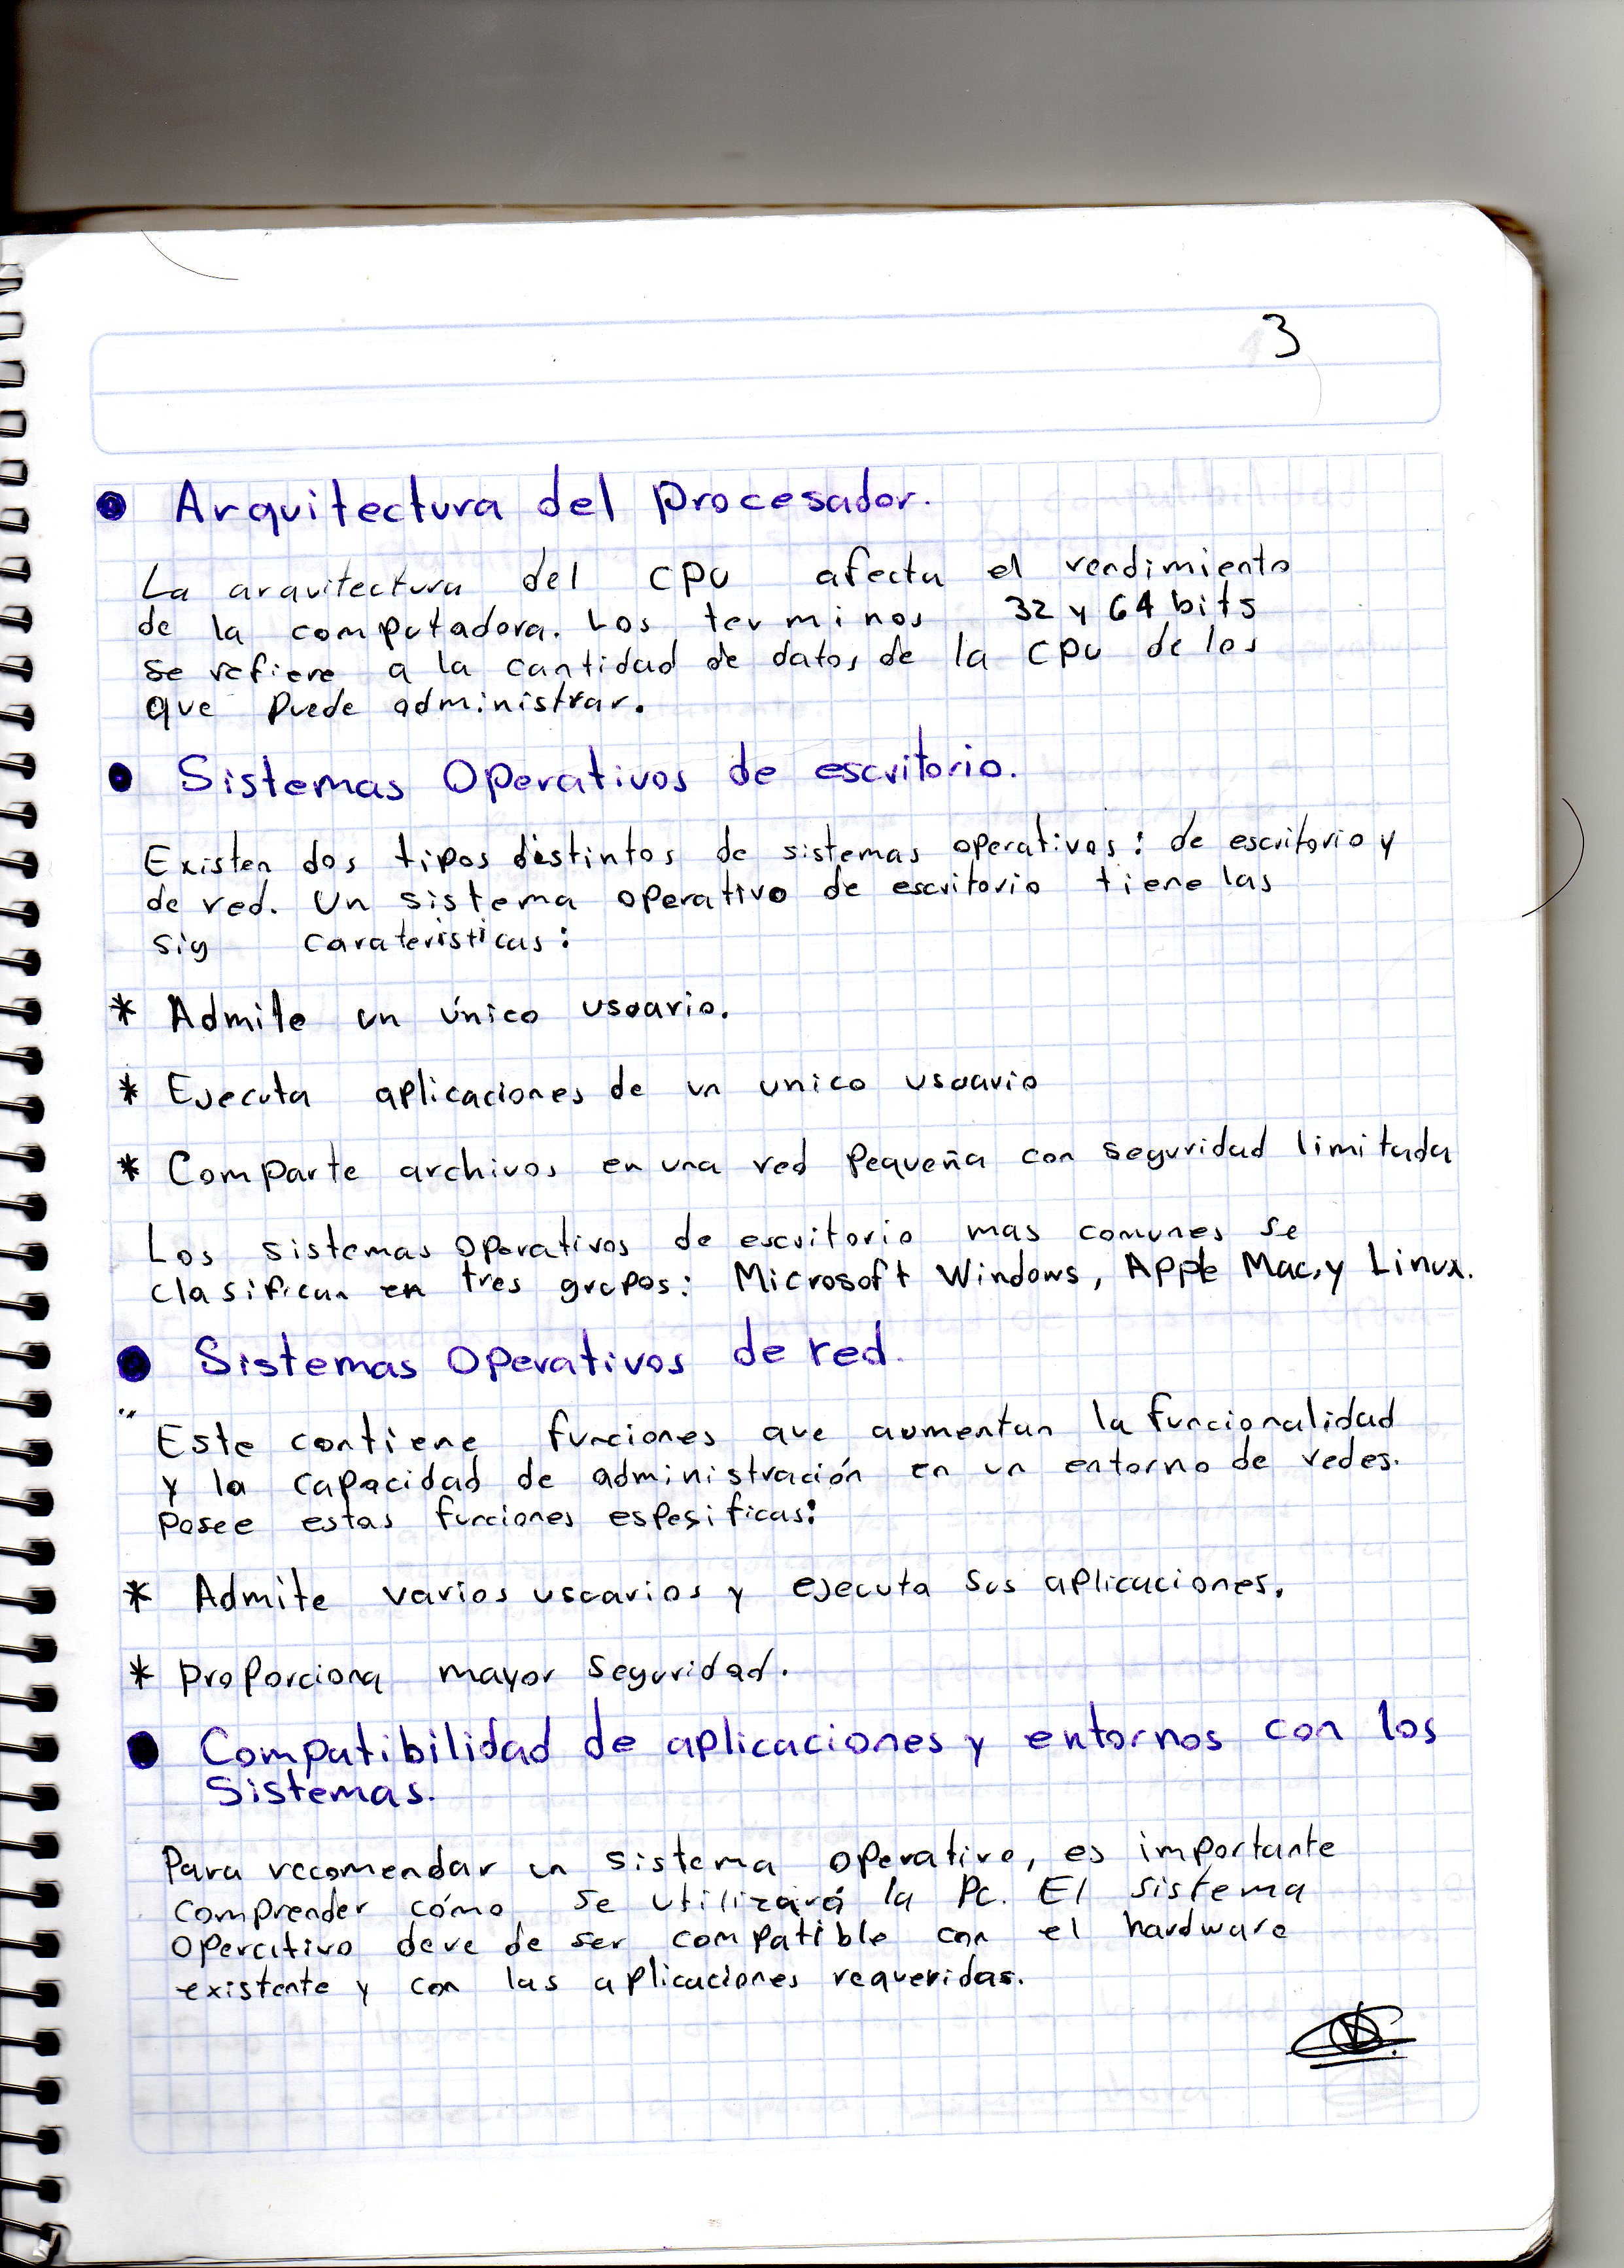 3
Arquitectura del Procesador.
La arquitectura del CPU afecta el rendimiento
de la computadora. Los terminos 32 y 64 bits
se refiere a la cantidad de datos de la CPU de los
que puede administrar.
Sistemas Operativos de escritorio.
Existen dos tipos distintos de sistemas operativos: de escritorio y
de red. Un sistema operativo de escritorio tiene las
sig carateristicas:
* Admite un único usuario.
* Ejecuta aplicaciones de un unico usuario
* Comparte archivos en una red pequeña con seguridad limitada
Los sistemas operativos de escritorio mas comunes se
clasifican en tres grupos: Microsoft Windows, Apple Mac, y Linux.
Sistemas Operativos de red.
Este contiene funciones que aumentan la funcionalidad
y la capacidad de administración en un entorno de redes.
Posee estas funciones espesificas:
* Admite varios usuarios y ejecuta sus aplicaciones.
* Proporciona mayor seguridad.
Compatibilidad de aplicaciones y entornos con los
Sistemas.
Para recomendar un sistema operativo, es importante
comprender cómo se utilizará la PC. El sistema
operativo deve de ser compatible con el hardware
existente y con las aplicaciones requeridas.